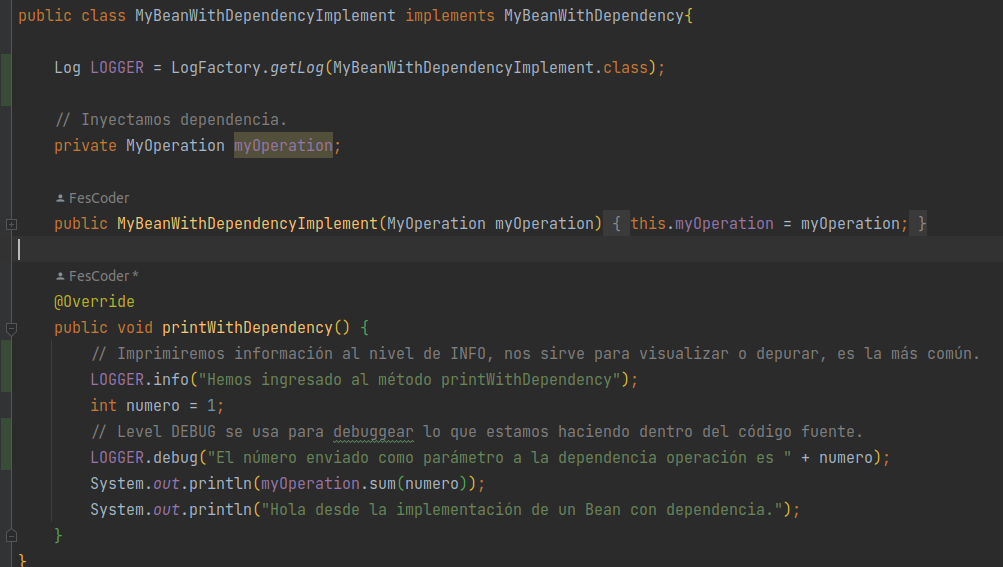 public class MyBeanWithDependencyImplement implements MyBeanWithDependency{
Log LOGGER = LogFactory.getLog(MyBeanWithDependencyImplement.class);
// Inyectamos dependencia.
private MyOperation myOperation;
FesCoder
public MyBeanWithDependencyImplement(MyOperation myOperation) { this.myOperation = myOperation; }
FesCoder *
@Override
public void printWithDependency() {
// Imprimiremos información al nivel de INFO, nos sirve para visualizar o depurar, es la más común.
LOGGER.info("Hemos ingresado al método printWithDependency");
int numero = 1;
// Level DEBUG se usa para debuggear lo que estamos haciendo dentro del código fuente.
LOGGER.debug("El número enviado como parámetro a la dependencia operación es " + numero);
System.out.println(myOperation.sum(numero));
System.out.println("Hola desde la implementación de un Bean con dependencia.");
}
}